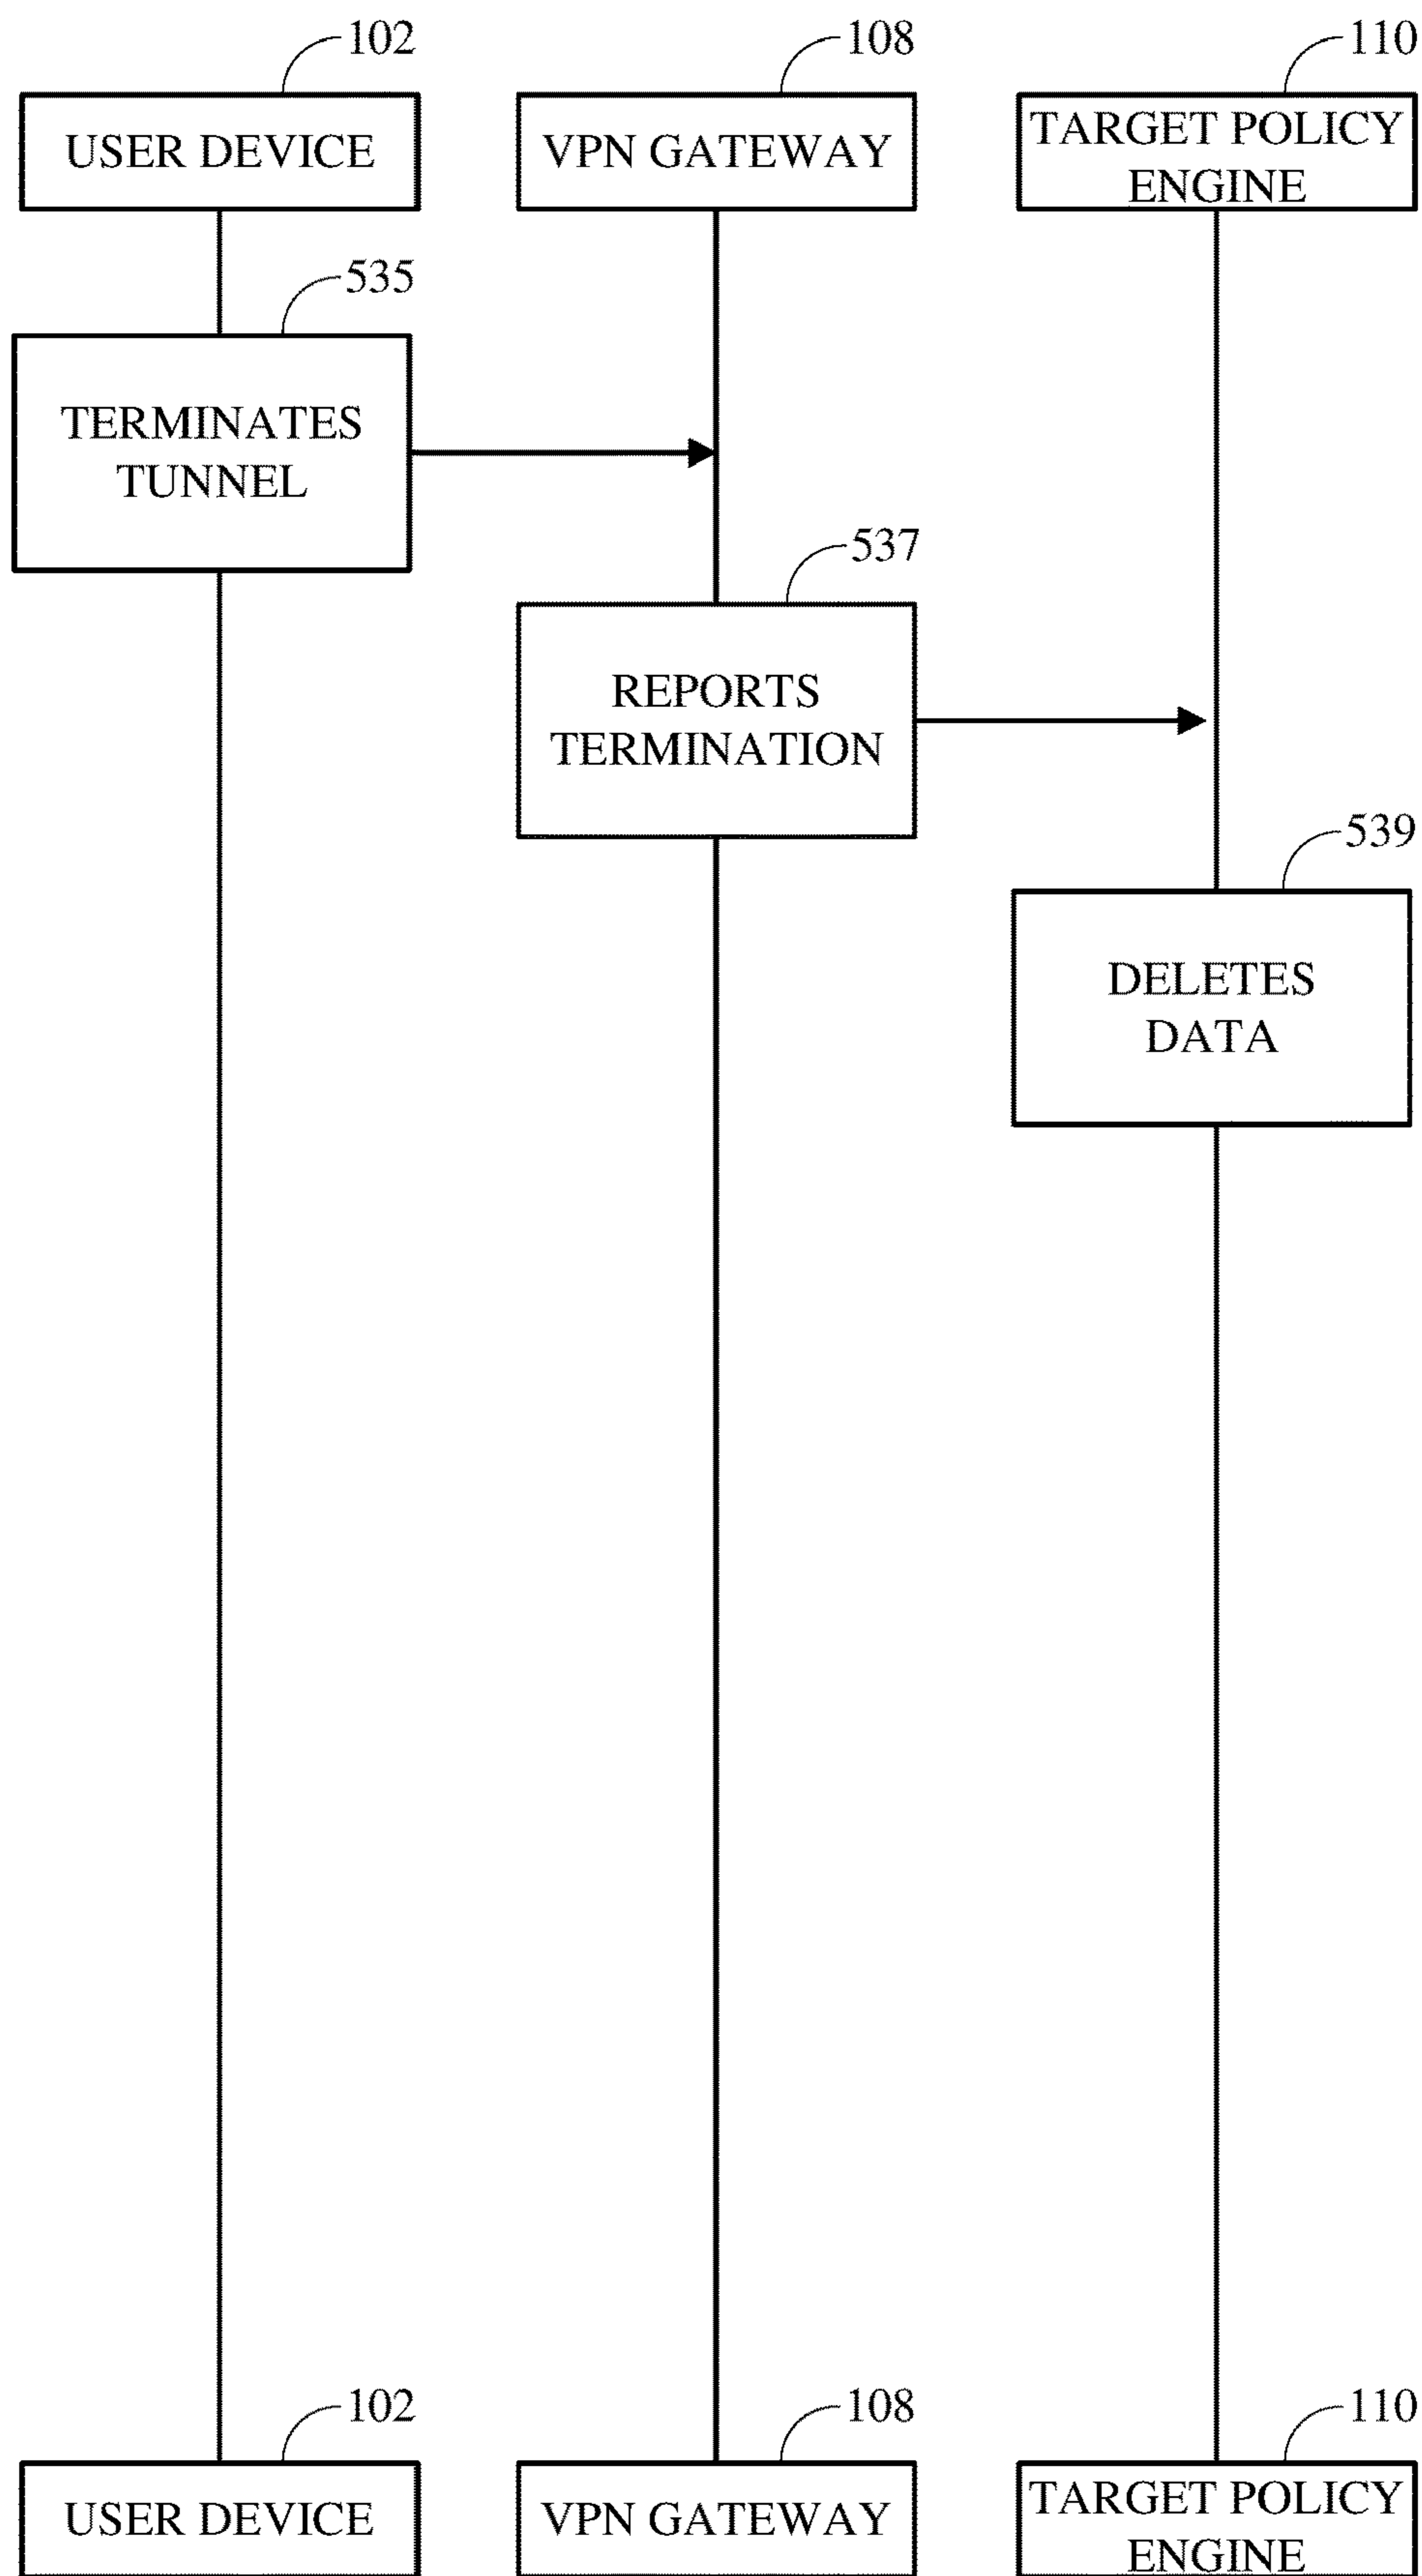 102
108
110
USER DEVICE
VPN GATEWAY
TARGET POLICY
ENGINE
535
TERMINATES
TUNNEL
537
REPORTS
TERMINATION
539
DELETES
DATA
102
108
110
USER DEVICE
VPN GATEWAY
TARGET POLICY
ENGINE